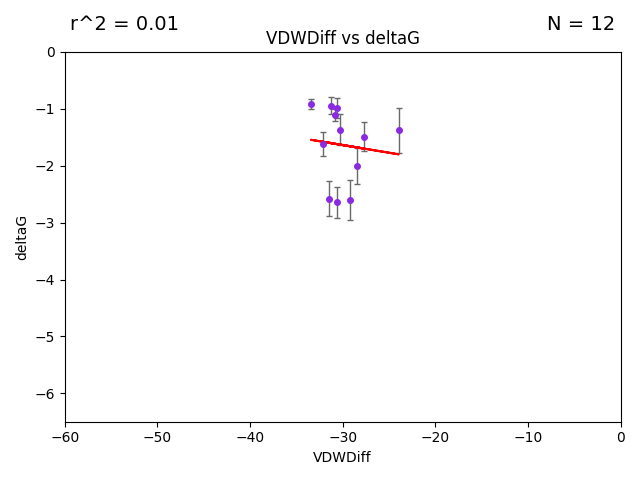 r^2 = 0.01
N = 12
VDWDiff vs deltaG
0
−1
−2
−3
−4
−5
−6
deltaG
−60 −50 −40 −30 −20 −10 0
VDWDiff